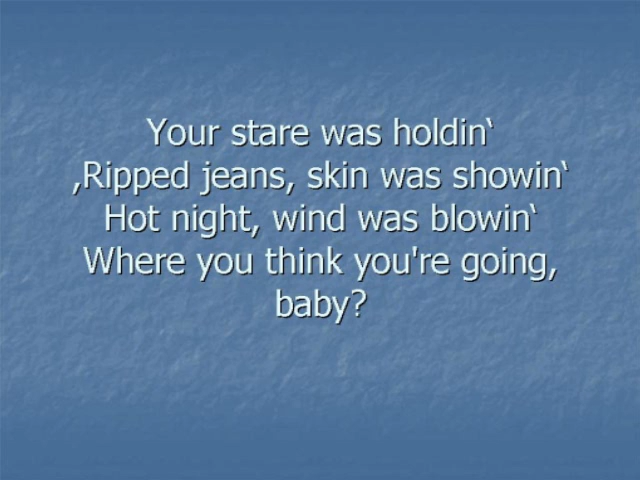 Your stare was holdin‘
‚Ripped jeans, skin was showin‘
Hot night, wind was blowin‘
Where you think you're going,
baby?